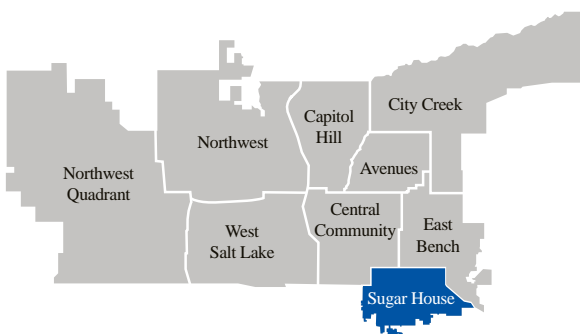 City Creek
Capitol
Hill
Northwest
Avenues
Northwest
Quadrant
Central
Community
East
Bench
West
Salt Lake
Sugar House